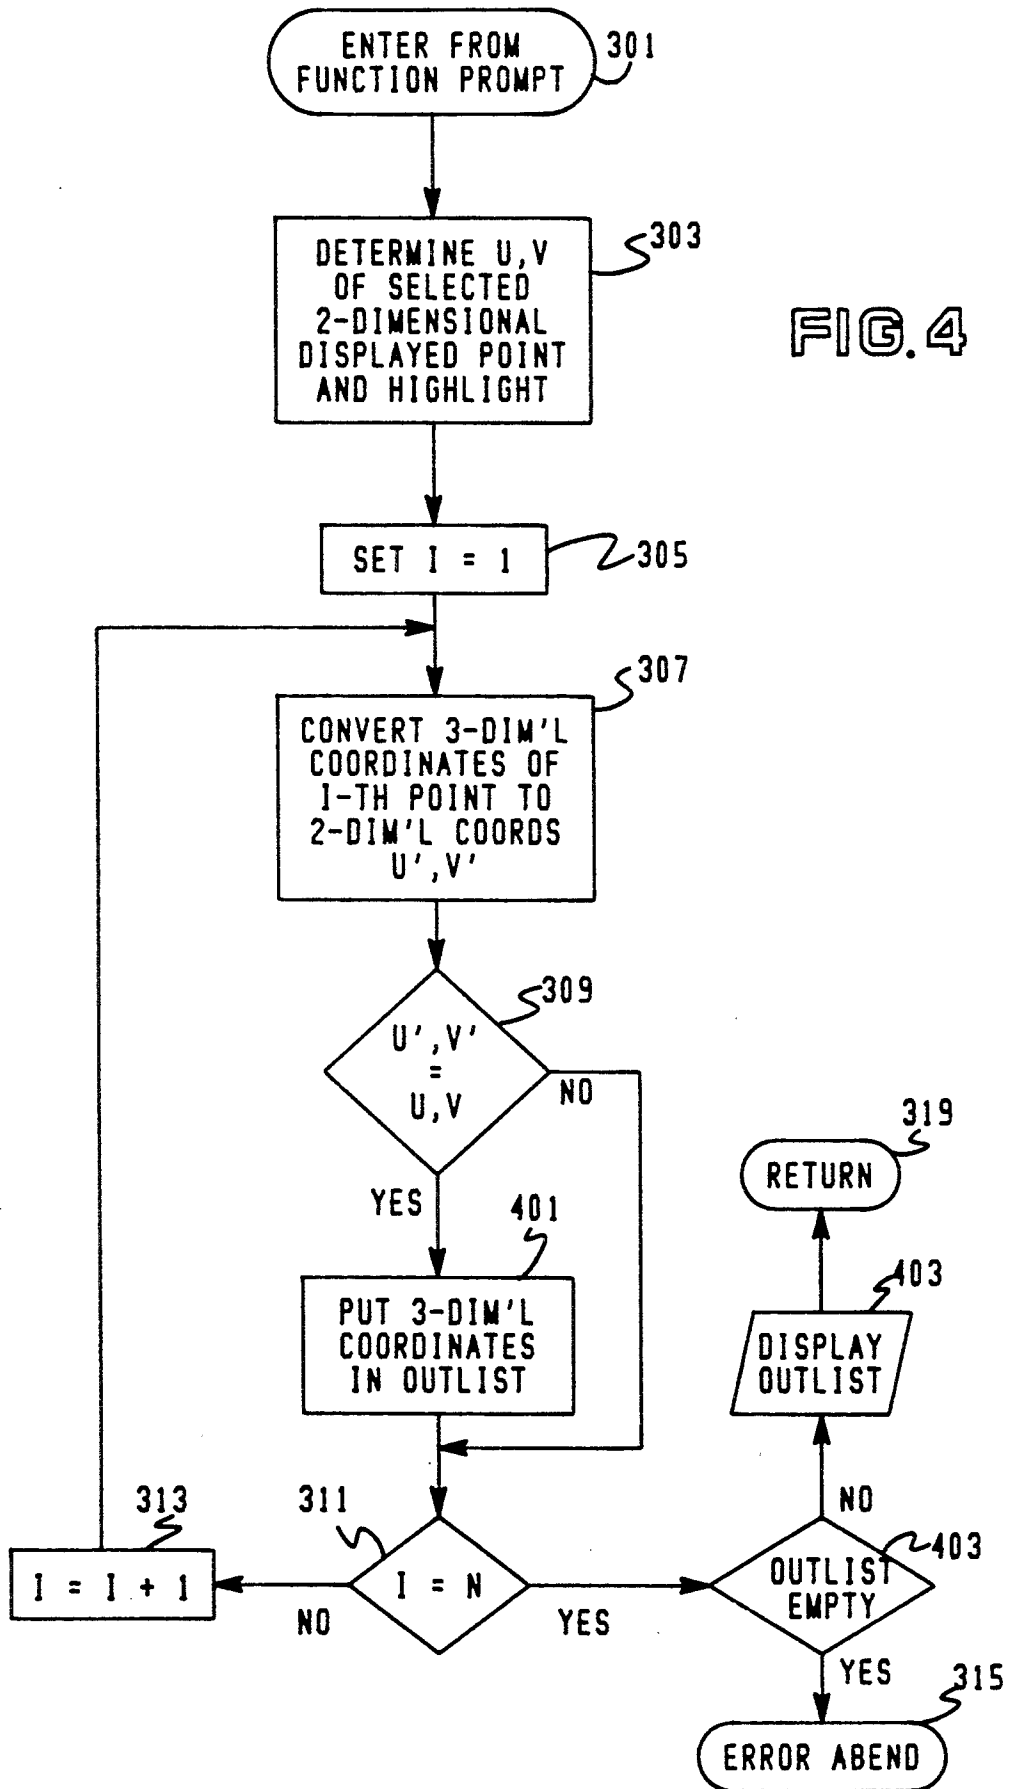 ENTER FROM
FUNCTION PROMPT
301
DETERMINE U,V
OF SELECTED
2-DIMENSIONAL
DISPLAYED POINT
AND HIGHLIGHT
303
FIG. 4
SET I = 1
305
307
CONVERT 3-DIM'L
COORDINATES OF
I-TH POINT TO
2-DIM'L COORDS
U',V'
309
U',V'
=
U,V
NO
YES
401
PUT 3-DIM'L
COORDINATES
IN OUTLIST
319
RETURN
403
DISPLAY
OUTLIST
NO
313
I = I + 1
NO
311
I = N
YES
403
OUTLIST
EMPTY
YES
315
ERROR ABEND